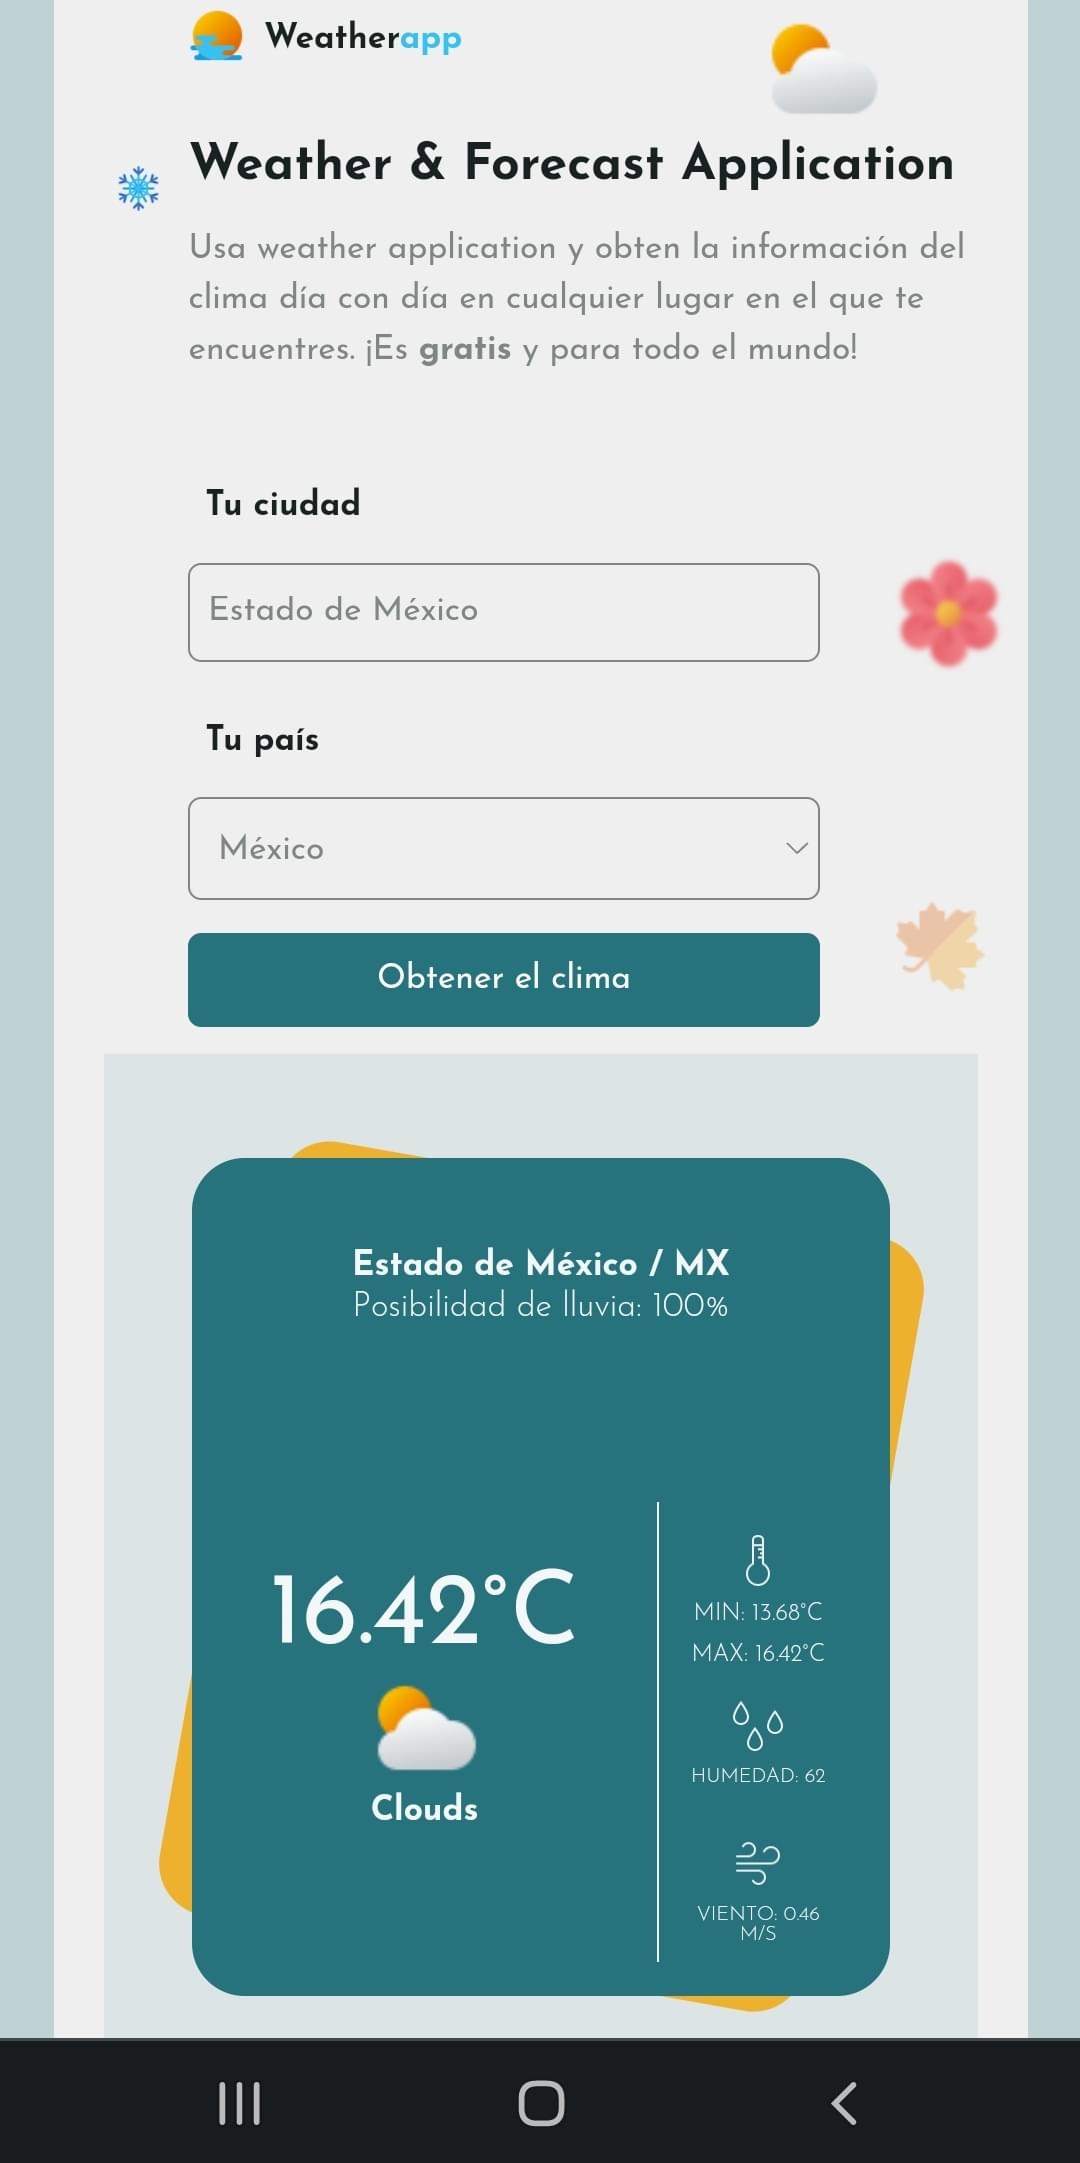 Weatherapp
Weather & Forecast Application
Usa weather application y obten la información del
clima día con día en cualquier lugar en el que te
encuentres. ¡Es gratis y para todo el mundo!
Tu ciudad
Estado de México
Tu país
México
Obtener el clima
Estado de México / MX
Posibilidad de lluvia: 100%
16.42°C
Clouds
MIN: 13.68°C
MAX: 16.42°C
HUMEDAD: 62
VIENTO: 0.46
M/S